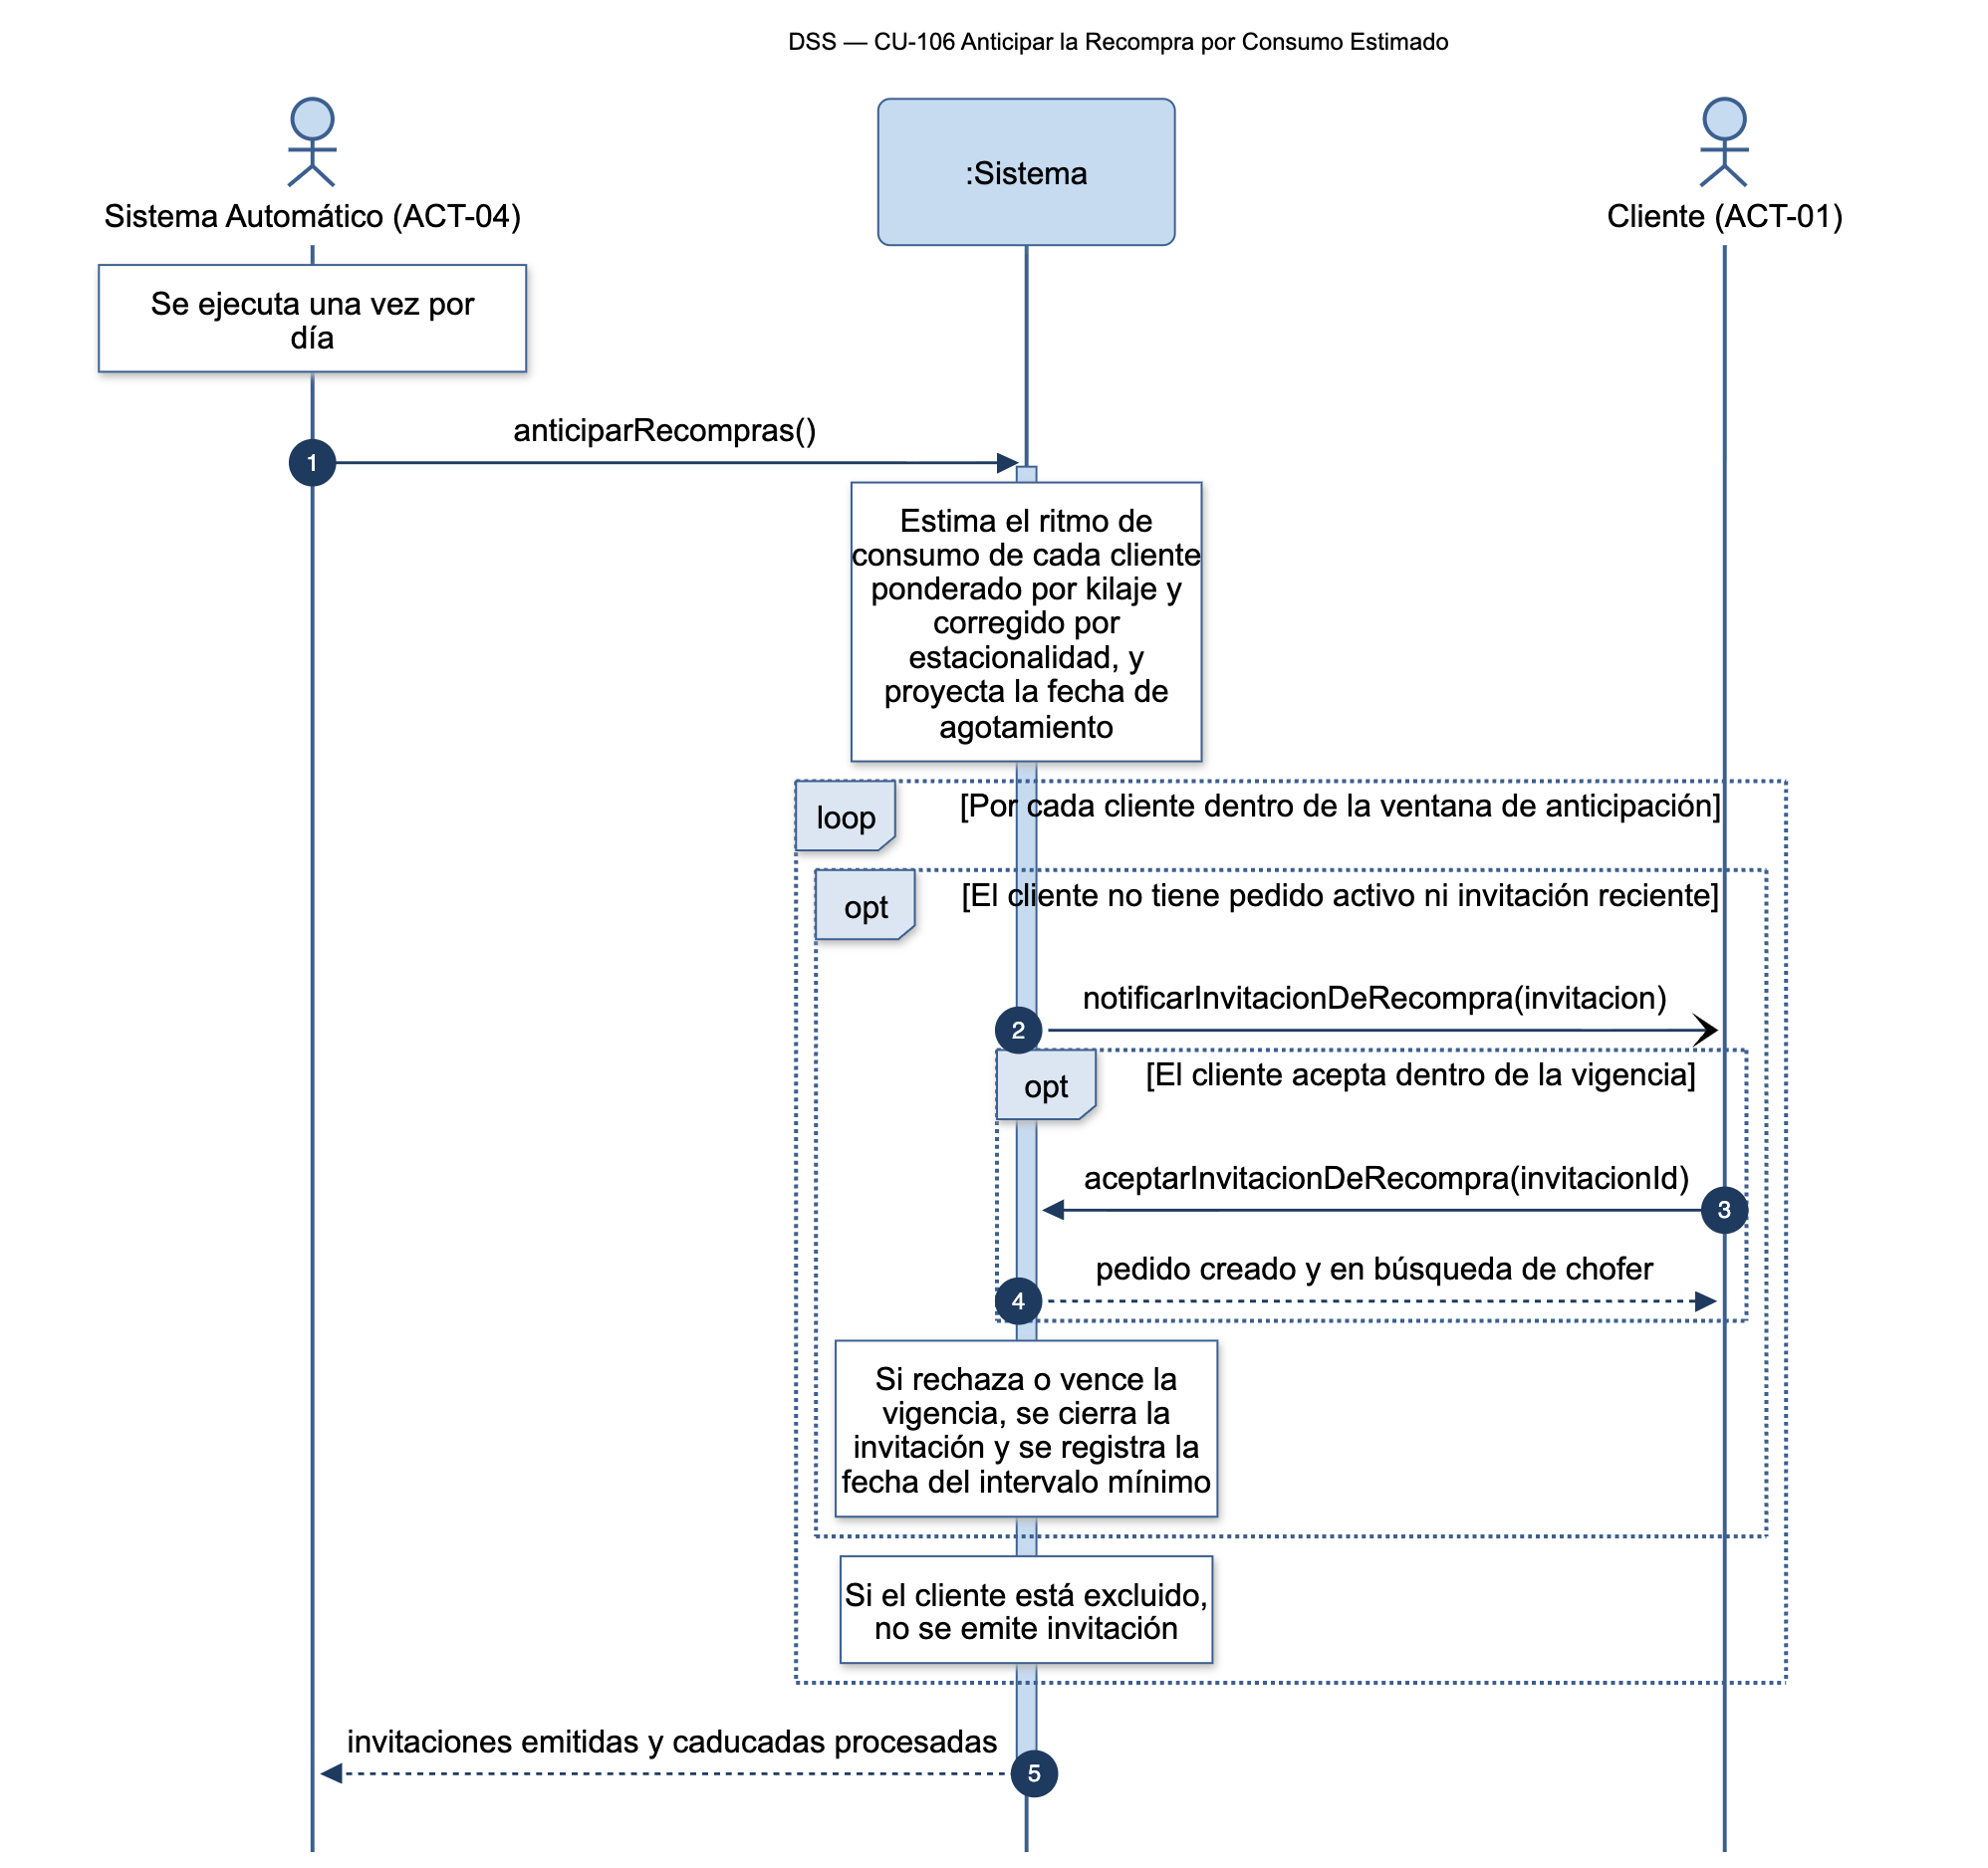 DSS — CU-106 Anticipar la Recompra por Consumo Estimado
Sistema Automático (ACT-04)
:Sistema
Cliente (ACT-01)
Se ejecuta una vez por
día
anticiparRecompras()
1
Estima el ritmo de
consumo de cada cliente
ponderado por kilaje y
corregido por
estacionalidad, y
proyecta la fecha de
agotamiento
loop
[Por cada cliente dentro de la ventana de anticipación]
opt
[El cliente no tiene pedido activo ni invitación reciente]
notificarInvitacionDeRecompra(invitacion)
2
opt
[El cliente acepta dentro de la vigencia]
aceptarInvitacionDeRecompra(invitacionId)
3
pedido creado y en búsqueda de chofer
4
Si rechaza o vence la
vigencia, se cierra la
invitación y se registra la
fecha del intervalo mínimo
Si el cliente está excluido,
no se emite invitación
invitaciones emitidas y caducadas procesadas
5